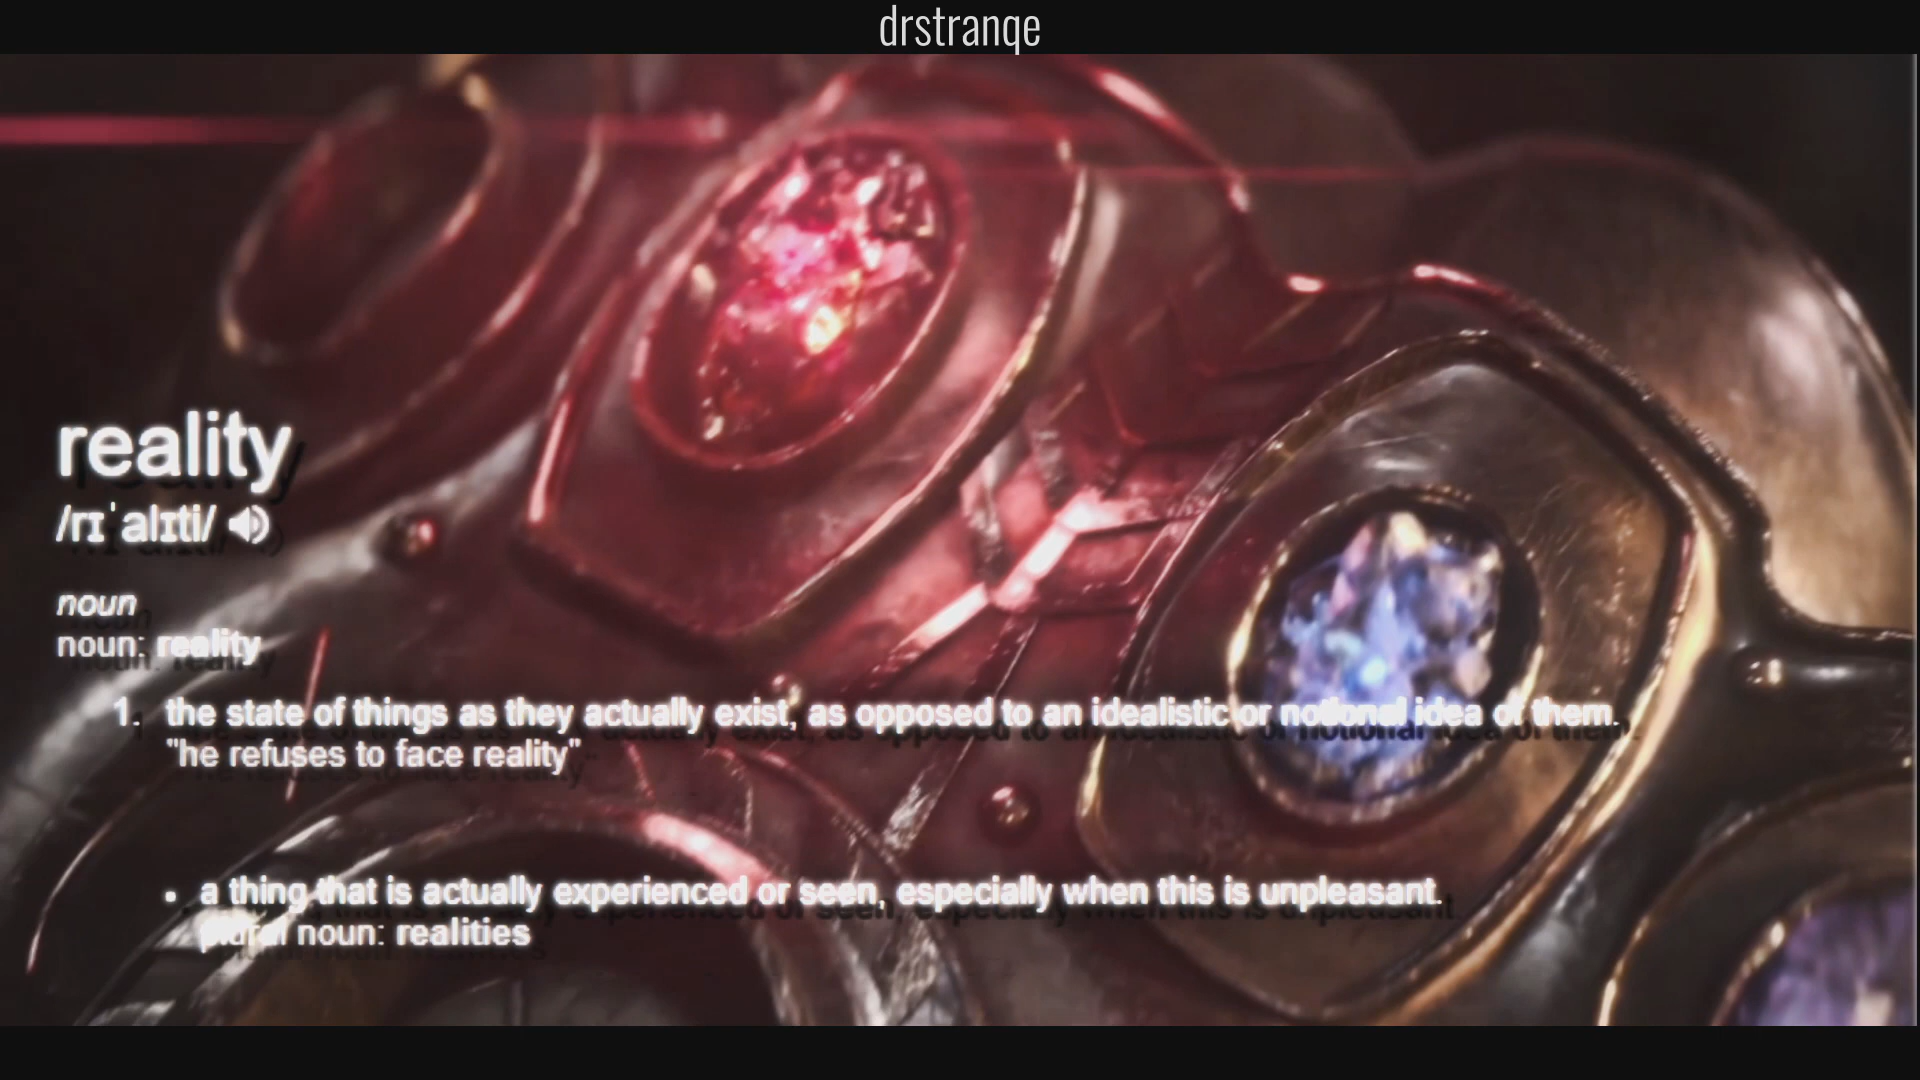 drstranqe
reality
/rɪˈalɪti/
noun
noun: reality
1. the state of things as they actually exist, as opposed to an idealistic or notional idea of them.
"he refuses to face reality"
• a thing that is actually experienced or seen, especially when this is unpleasant.
plural noun: realities